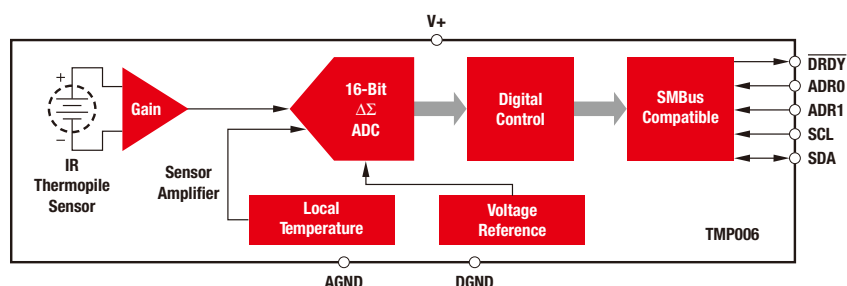 V+
+
−
IR
Thermopile
Sensor
Gain
Sensor
Amplifier
16-Bit
ΔΣ
ADC
Local
Temperature
Digital
Control
Voltage
Reference
SMBus
Compatible
DRDY
ADR0
ADR1
SCL
SDA
TMP006
AGND
DGND